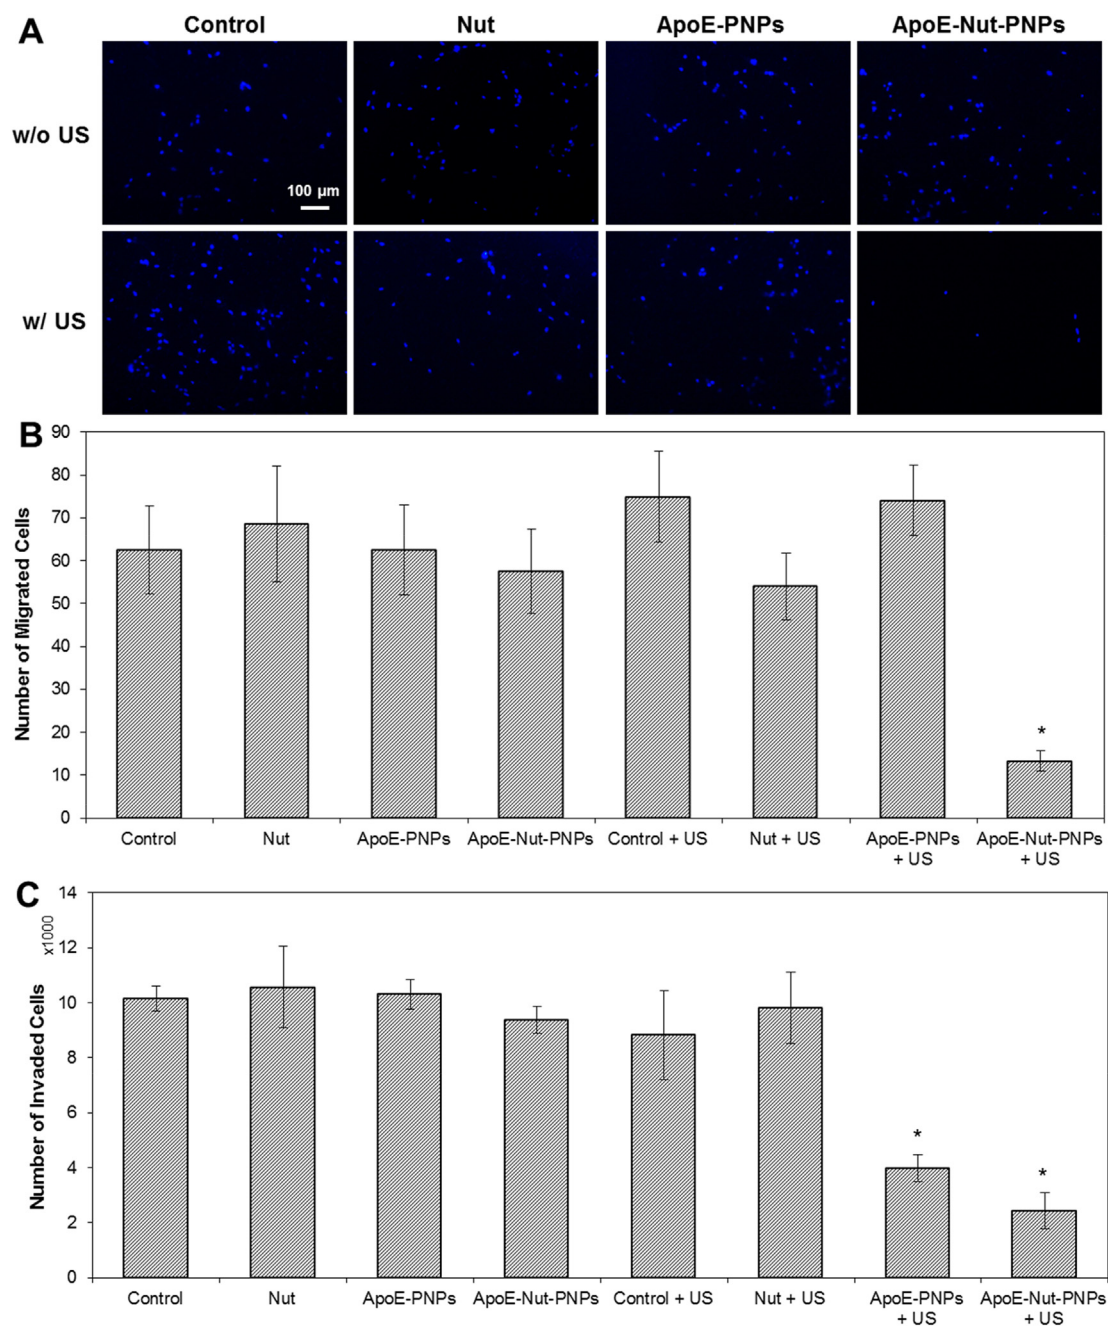 A
Control
Nut
ApoE-PNPs
ApoE-Nut-PNPs
w/o US
100 μm
w/ US
B
90
80
70
60
50
40
30
20
10
0
Number of Migrated Cells
*
Control
Nut
ApoE-PNPs
ApoE-Nut-PNPs
Control + US
Nut + US
ApoE-PNPs
+ US
ApoE-Nut-PNPs
+ US
C
14
12
10
8
6
4
2
0
x1000
Number of Invaded Cells
*
*
Control
Nut
ApoE-PNPs
ApoE-Nut-PNPs
Control + US
Nut + US
ApoE-PNPs
+ US
ApoE-Nut-PNPs
+ US